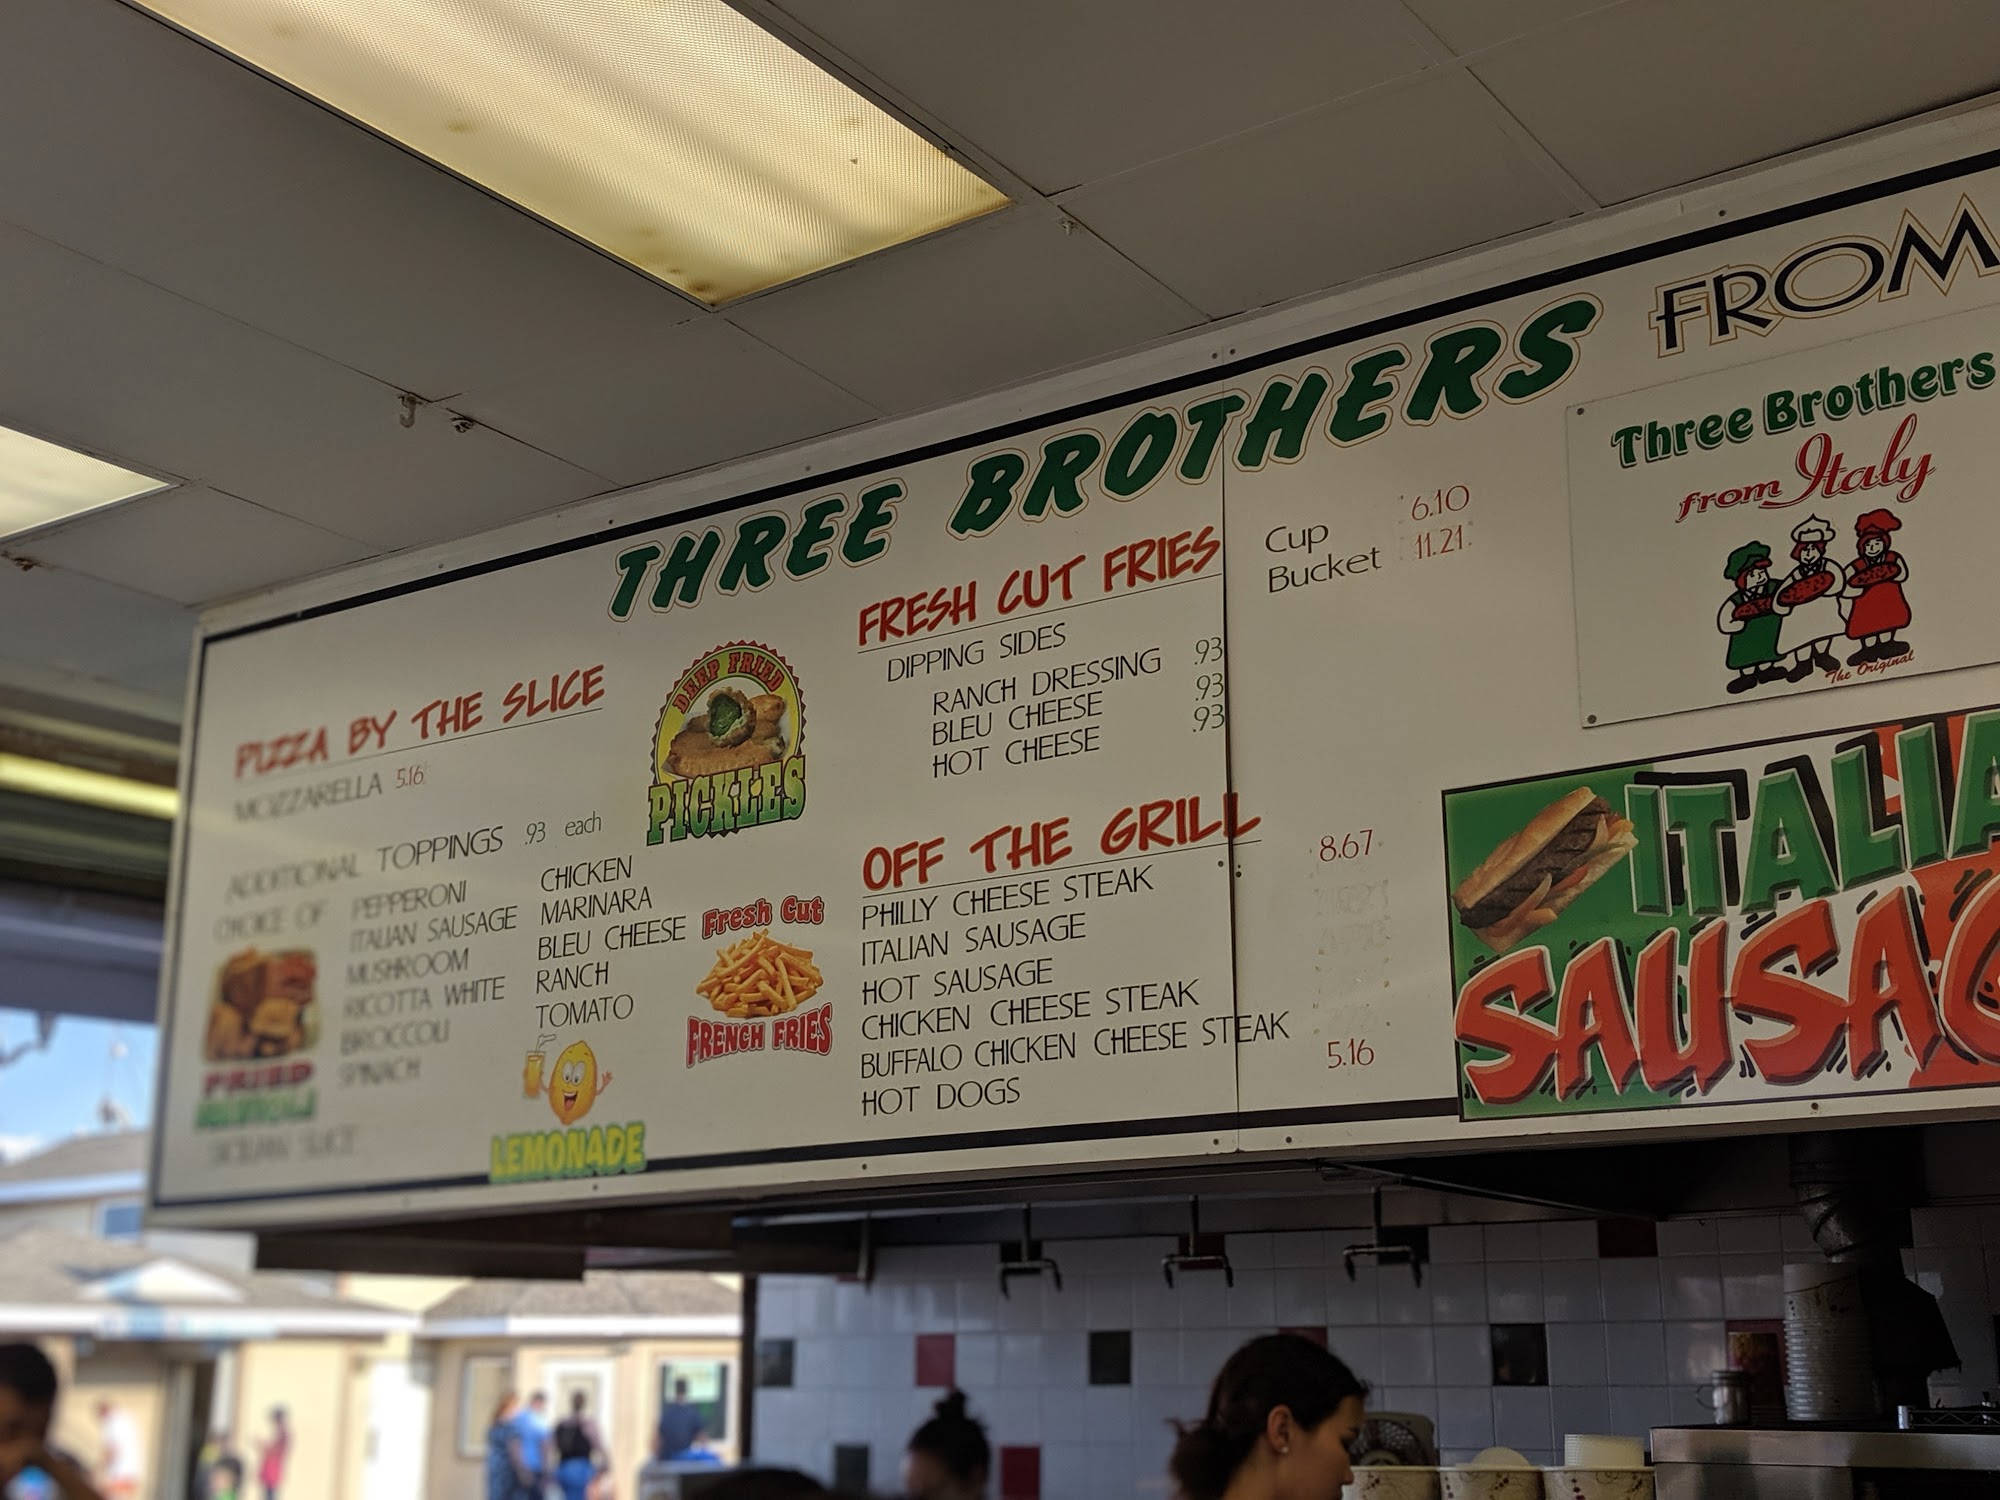 THREE BROTHERS FROM
PIZZA BY THE SLICE
MOZZARELLA 5.16
ADDITIONAL TOPPINGS .93 each
CHOICE OF
PEPPERONI
ITALIAN SAUSAGE
MUSHROOM
RICOTTA WHITE
BROCCOLI
SPINACH
CHICKEN
MARINARA
BLEU CHEESE
RANCH
TOMATO
FRIED
SICILIAN SLICE
LEMONADE
DEEP FRIED
PICKLES
Fresh Cut
FRENCH FRIES
FRESH CUT FRIES
DIPPING SIDES
RANCH DRESSING .93
BLEU CHEESE .93
HOT CHEESE .93
Cup 6.10
Bucket 11.21
OFF THE GRILL
PHILLY CHEESE STEAK 8.67
ITALIAN SAUSAGE
HOT SAUSAGE
CHICKEN CHEESE STEAK
BUFFALO CHICKEN CHEESE STEAK
HOT DOGS 5.16
Three Brothers
from Italy
The Original
ITALIA
SAUSAG